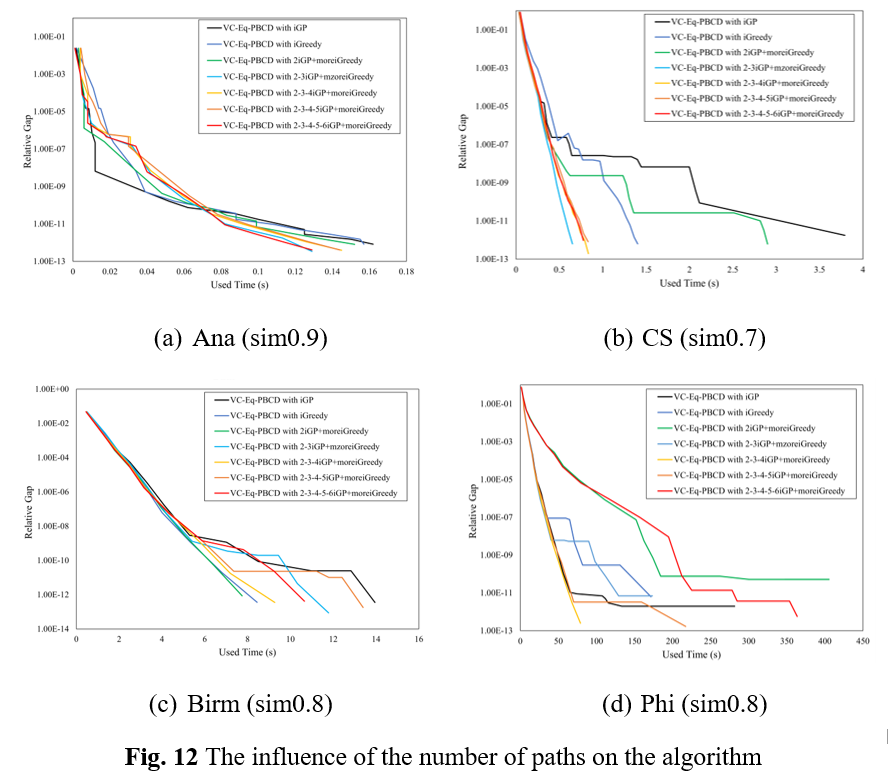 1.00E-01
1.00E-03
1.00E-05
1.00E-07
1.00E-09
1.00E-11
1.00E-13
Relative Gap
0
0.02
0.04
0.06
0.08
0.1
0.12
0.14
0.16
0.18
Used Time (s)
VC-Eq-PBCD with iGP
VC-Eq-PBCD with iGreedy
VC-Eq-PBCD with 2iGP+moreiGreedy
VC-Eq-PBCD with 2-3iGP+mzoreiGreedy
VC-Eq-PBCD with 2-3-4iGP+moreiGreedy
VC-Eq-PBCD with 2-3-4-5iGP+moreiGreedy
VC-Eq-PBCD with 2-3-4-5-6iGP+moreiGreedy
(a) Ana (sim0.9)
1.00E-01
1.00E-03
1.00E-05
1.00E-07
1.00E-09
1.00E-11
1.00E-13
Relative Gap
0
0.5
1
1.5
2
2.5
3
3.5
4
Used Time (s)
VC-Eq-PBCD with iGP
VC-Eq-PBCD with iGreedy
VC-Eq-PBCD with 2iGP+moreiGreedy
VC-Eq-PBCD with 2-3iGP+mzoreiGreedy
VC-Eq-PBCD with 2-3-4iGP+moreiGreedy
VC-Eq-PBCD with 2-3-4-5iGP+moreiGreedy
VC-Eq-PBCD with 2-3-4-5-6iGP+moreiGreedy
(b) CS (sim0.7)
1.00E+00
1.00E-02
1.00E-04
1.00E-06
1.00E-08
1.00E-10
1.00E-12
1.00E-14
Relative Gap
0
2
4
6
8
10
12
14
16
Used Time (s)
VC-Eq-PBCD with iGP
VC-Eq-PBCD with iGreedy
VC-Eq-PBCD with 2iGP+moreiGreedy
VC-Eq-PBCD with 2-3iGP+mzoreiGreedy
VC-Eq-PBCD with 2-3-4iGP+moreiGreedy
VC-Eq-PBCD with 2-3-4-5iGP+moreiGreedy
VC-Eq-PBCD with 2-3-4-5-6iGP+moreiGreedy
(c) Birm (sim0.8)
1.00E-01
1.00E-03
1.00E-05
1.00E-07
1.00E-09
1.00E-11
1.00E-13
Relative Gap
0
50
100
150
200
250
300
350
400
450
Used Time (s)
VC-Eq-PBCD with iGP
VC-Eq-PBCD with iGreedy
VC-Eq-PBCD with 2iGP+moreiGreedy
VC-Eq-PBCD with 2-3iGP+mzoreiGreedy
VC-Eq-PBCD with 2-3-4iGP+moreiGreedy
VC-Eq-PBCD with 2-3-4-5iGP+moreiGreedy
VC-Eq-PBCD with 2-3-4-5-6iGP+moreiGreedy
(d) Phi (sim0.8)
Fig. 12 The influence of the number of paths on the algorithm